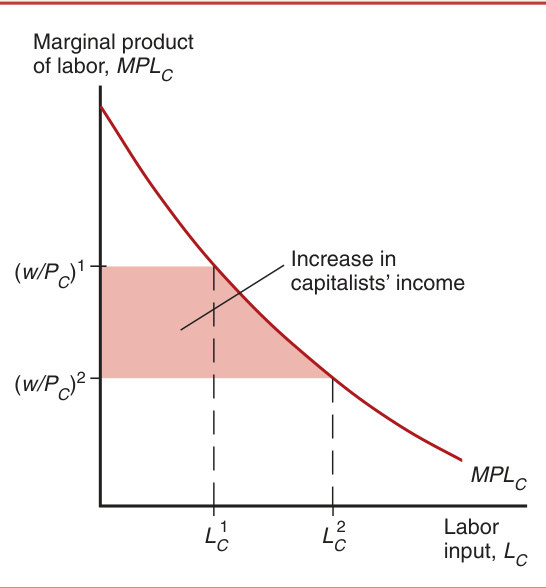 Marginal product
of labor, MPL_C
(w/P_C)^1
Increase in
capitalists’ income
(w/P_C)^2
MPL_C
L_C^1
L_C^2
Labor
input, L_C